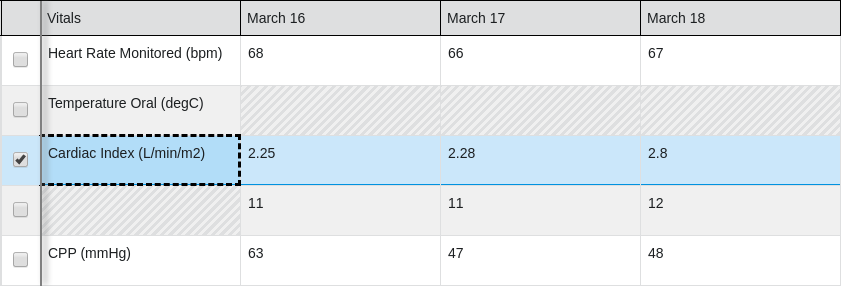 Vitals March 16 March 17 March 18
Heart Rate Monitored (bpm) 68 66 67
Temperature Oral (degC)
Cardiac Index (L/min/m2) 2.25 2.28 2.8
11 11 12
CPP (mmHg) 63 47 48